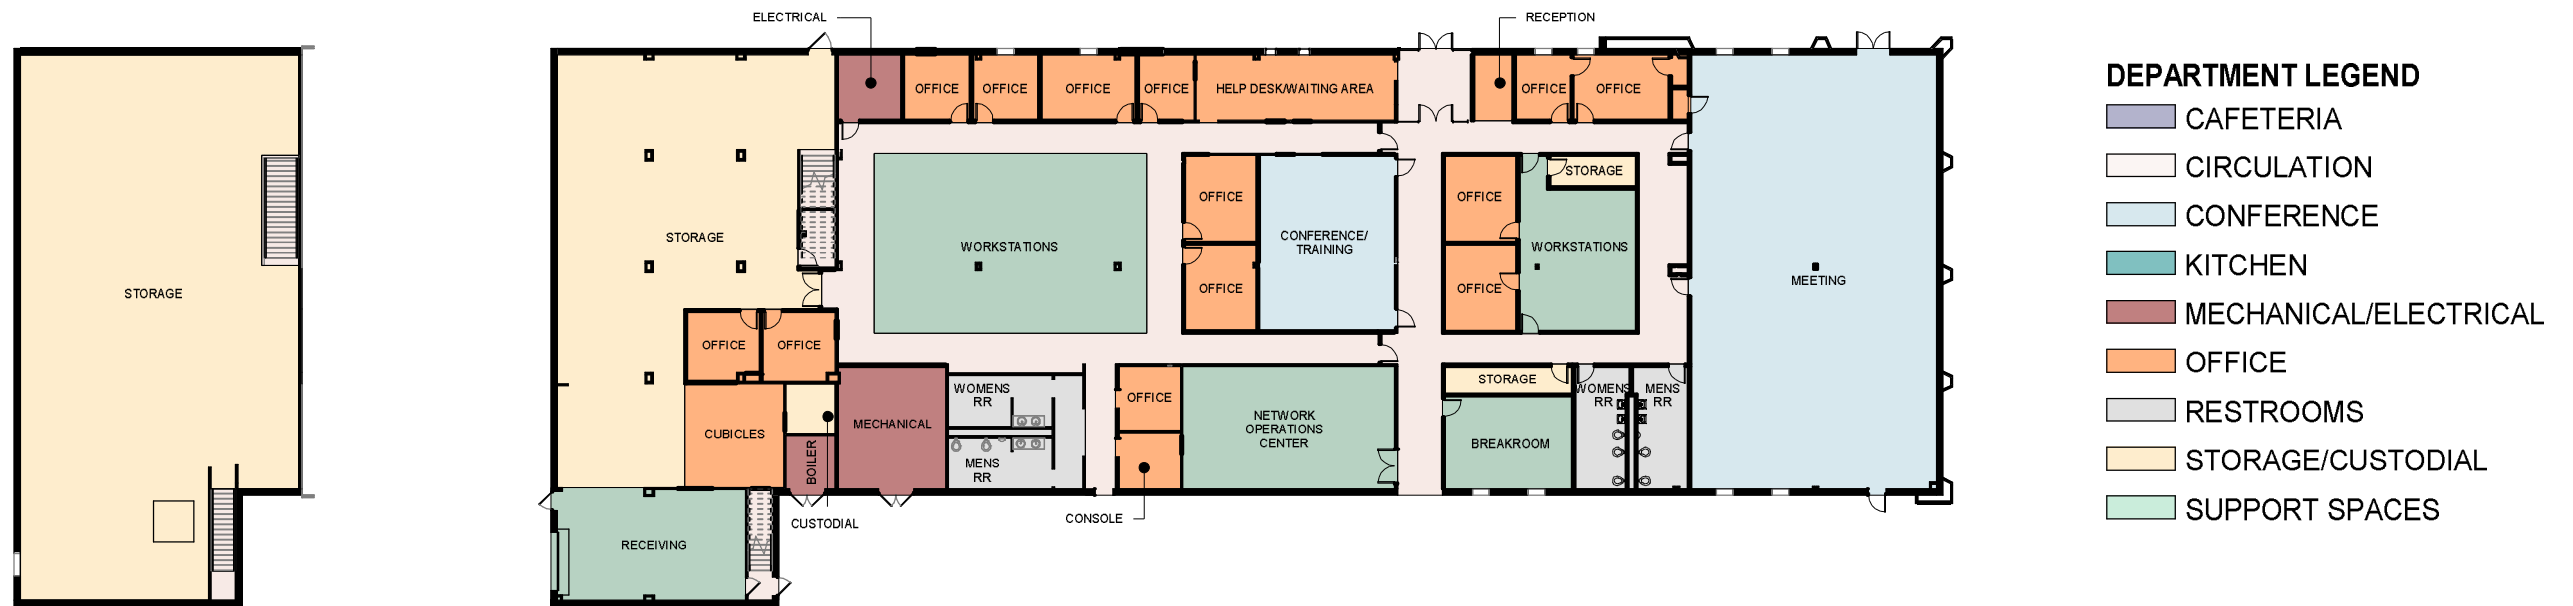 ELECTRICAL
RECEPTION
OFFICE
OFFICE
OFFICE
OFFICE
HELP DESK/WAITING AREA
OFFICE
OFFICE
STORAGE
OFFICE
OFFICE
STORAGE
WORKSTATIONS
CONFERENCE/
TRAINING
WORKSTATIONS
MEETING
STORAGE
OFFICE
OFFICE
OFFICE
OFFICE
STORAGE
OFFICE
WOMENS
RR
WOMENS
RR
MENS
RR
CUBICLES
MECHANICAL
NETWORK
OPERATIONS
CENTER
BREAKROOM
BOILER
MENS
RR
CUSTODIAL
CONSOLE
RECEIVING
DEPARTMENT LEGEND
CAFETERIA
CIRCULATION
CONFERENCE
KITCHEN
MECHANICAL/ELECTRICAL
OFFICE
RESTROOMS
STORAGE/CUSTODIAL
SUPPORT SPACES